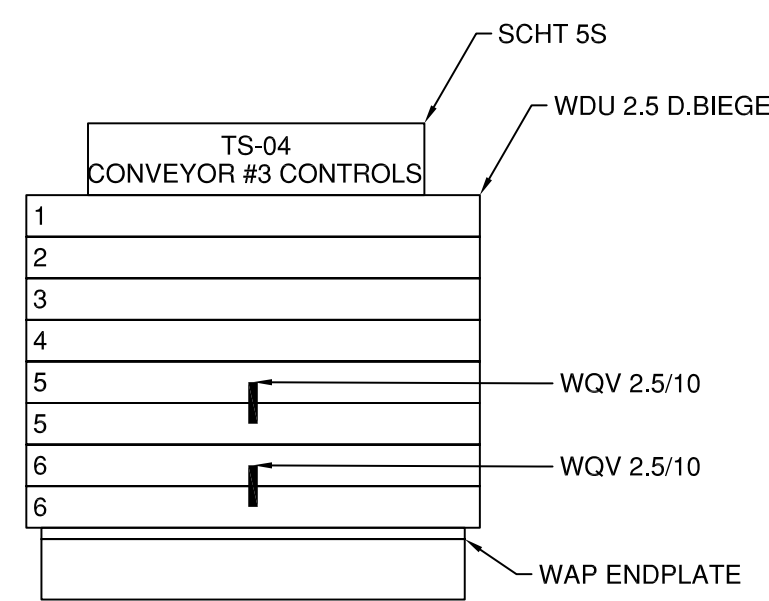 SCHT 5S
WDU 2.5 D.BIEGE
TS-04
CONVEYOR #3 CONTROLS
1
2
3
4
5
WQV 2.5/10
5
6
WQV 2.5/10
6
WAP ENDPLATE